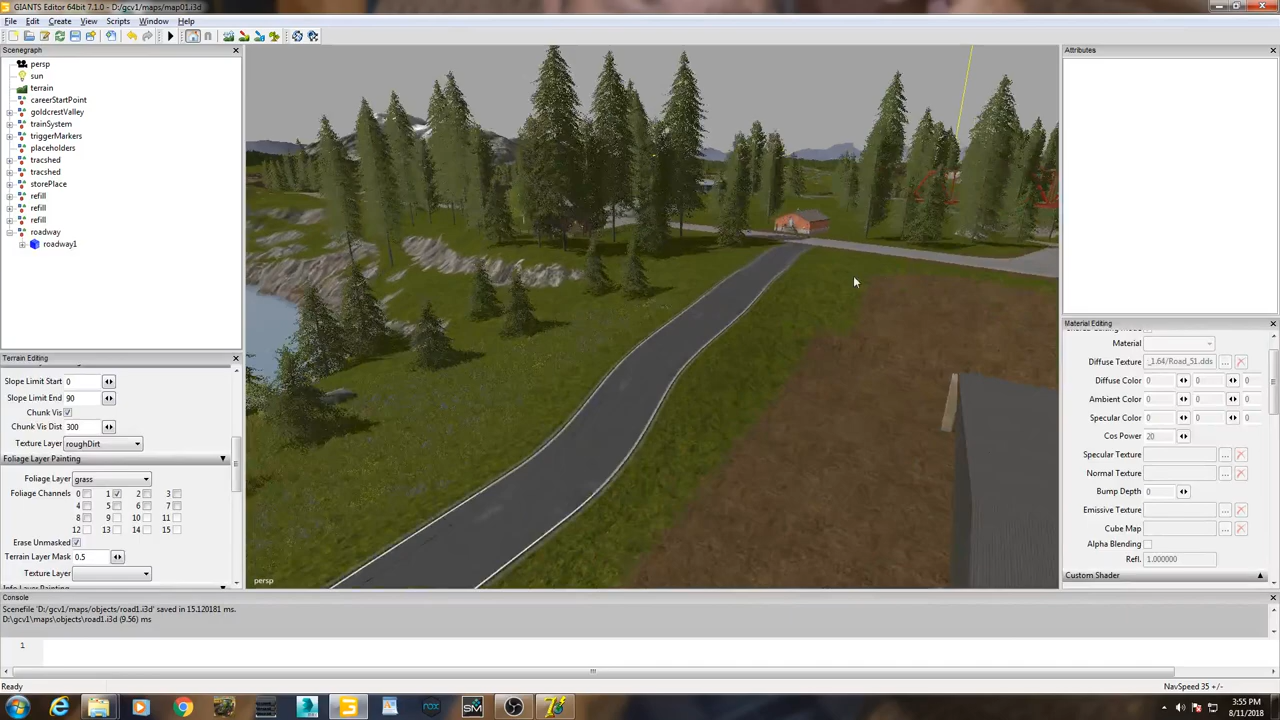 GIANTS Editor 64bit 7.1.0 - D:/gcv1/maps/map01.i3d
File Edit Create View Scripts Window Help
Scenegraph
persp
sun
terrain
careerStartPoint
goldcrestValley
trainSystem
triggerMarkers
placeholders
tracshed
tracshed
storePlace
refill
refill
refill
roadway
roadway1
Terrain Editing
Slope Limit Start 0
Slope Limit End 90
Chunk Vis
Chunk Vis Dist 300
Texture Layer roughDirt
Foliage Layer Painting
Foliage Layer grass
Foliage Channels 0 1 2 3
4 5 6 7
8 9 10 11
12 13 14 15
Erase Unmasked
Terrain Layer Mask 0.5
Texture Layer
persp
Attributes
Material Editing
Material
Diffuse Texture _1.64/Road_51.dds ...
Diffuse Color 0 0 0
Ambient Color 0 0 0
Specular Color 0 0 0
Cos Power 20
Specular Texture ...
Normal Texture ...
Bump Depth 0
Emissive Texture ...
Cube Map ...
Alpha Blending
Refl. 1.000000
Custom Shader
Console
Scenefile 'D:/gcv1/maps/objects/road1.i3d' saved in 15.120181 ms.
D:\gcv1\maps\objects\road1.i3d (9.56) ms
1
Ready
NavSpeed 35 +/-
nox
SM
3:55 PM
8/11/2018